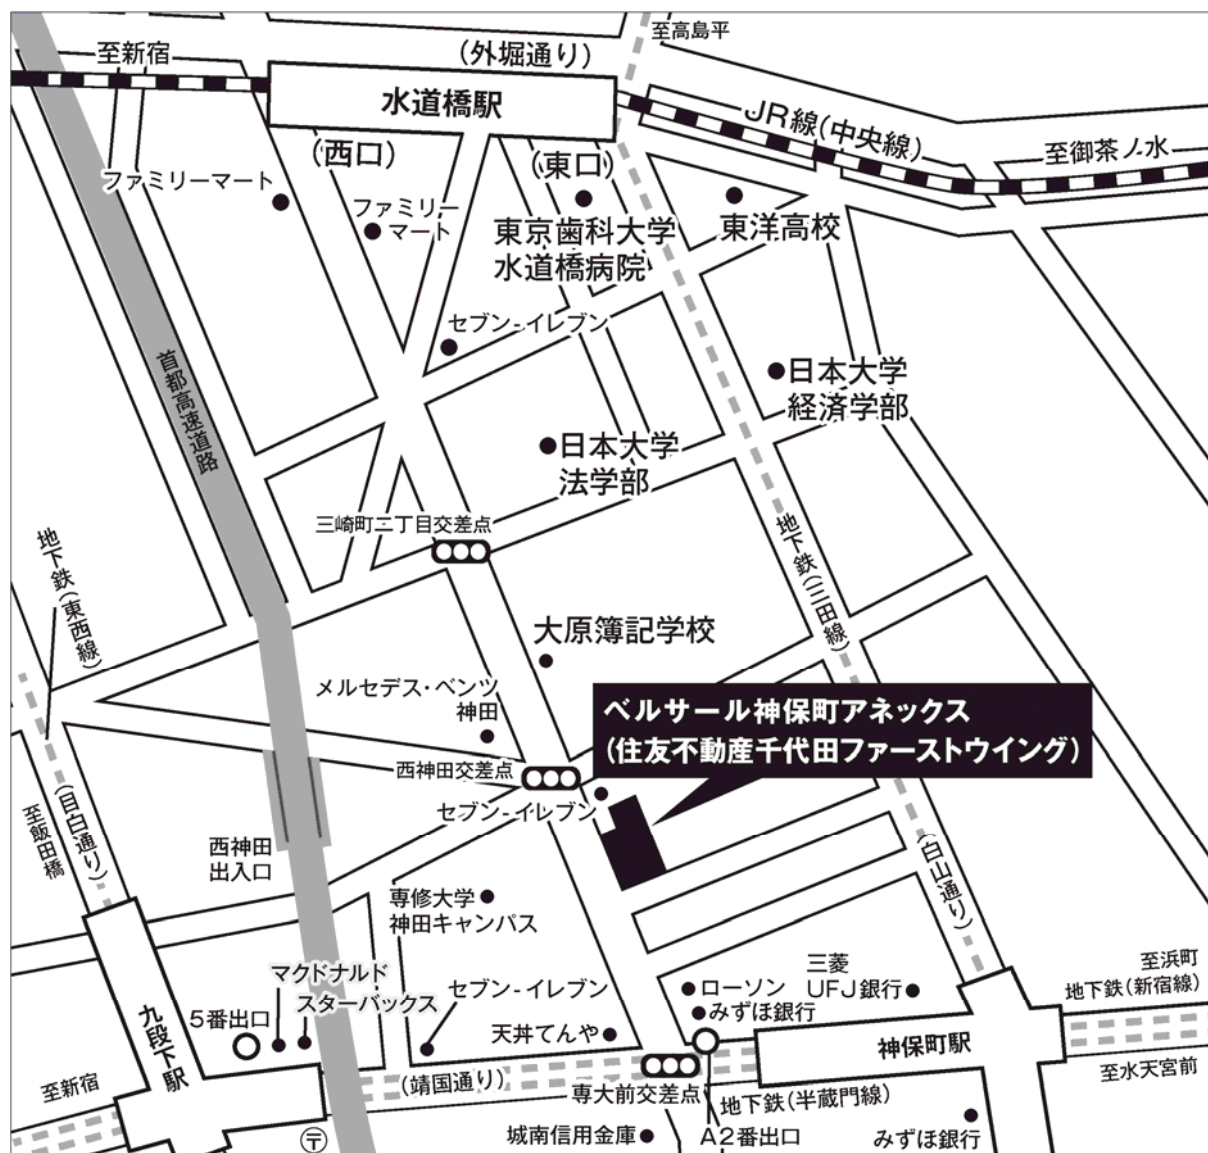 至高島平
至新宿
(外堀通り)
水道橋駅
JR線(中央線)
至御茶ノ水
(西口)
(東口)
ファミリーマート
ファミリー
マート
東京歯科大学
水道橋病院
東洋高校
セブン-イレブン
首都高速道路
日本大学
経済学部
日本大学
法学部
三崎町二丁目交差点
地下鉄(東西線)
地下鉄(三田線)
大原簿記学校
メルセデス・ベンツ
神田
ベルサール神保町アネックス
(住友不動産千代田ファーストウイング)
西神田交差点
セブン-イレブン
(目白通り)
至飯田橋
西神田
出入口
(白山通り)
専修大学
神田キャンパス
マクドナルド
スターバックス
セブン-イレブン
5番出口
九段下駅
天丼てんや
ローソン
みずほ銀行
三菱
UFJ銀行
至浜町
地下鉄(新宿線)
神保町駅
至新宿
(靖国通り)
専大前交差点
地下鉄(半蔵門線)
至水天宮前
〒
城南信用金庫
A2番出口
みずほ銀行